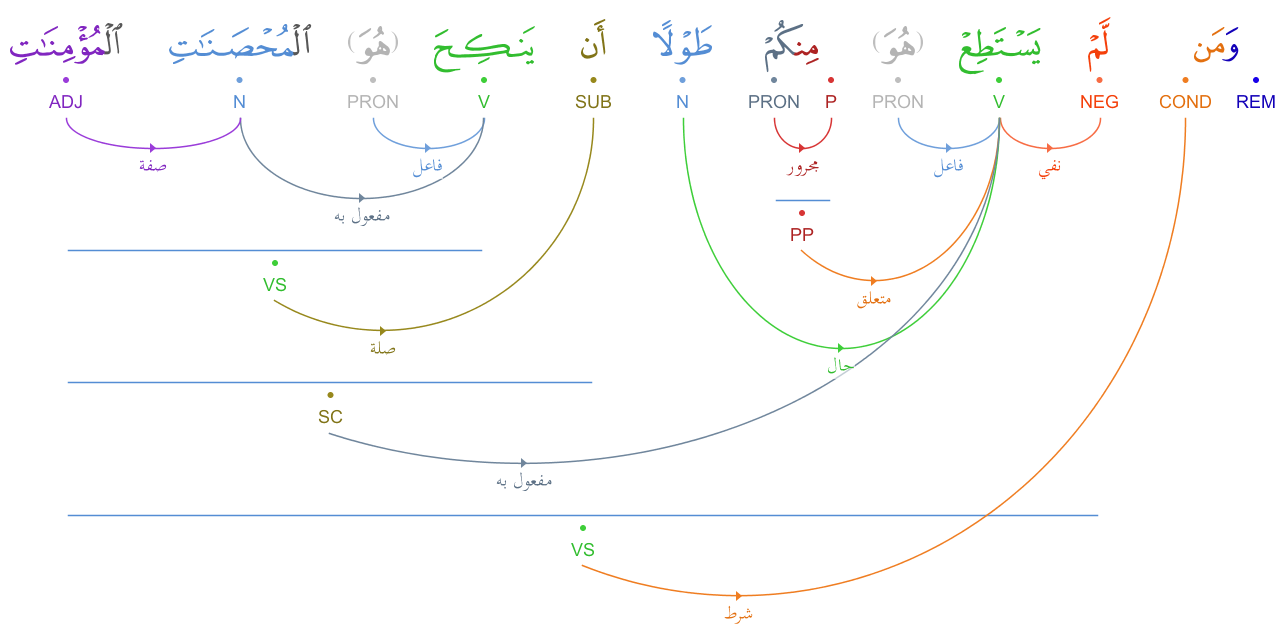 وَمَن لَّمْ يَسْتَطِعْ (هُوَ) مِنكُمْ طَوْلًا أَن يَنكِحَ (هُوَ) ٱلْمُحْصَنَـٰتِ ٱلْمُؤْمِنَـٰتِ
ADJ N PRON V SUB N PRON P PRON V NEG COND REM
صفة فاعل مجرور فاعل نفي
مفعول به
PP
VS
متعلق
صلة
حال
SC
مفعول به
VS
شرط